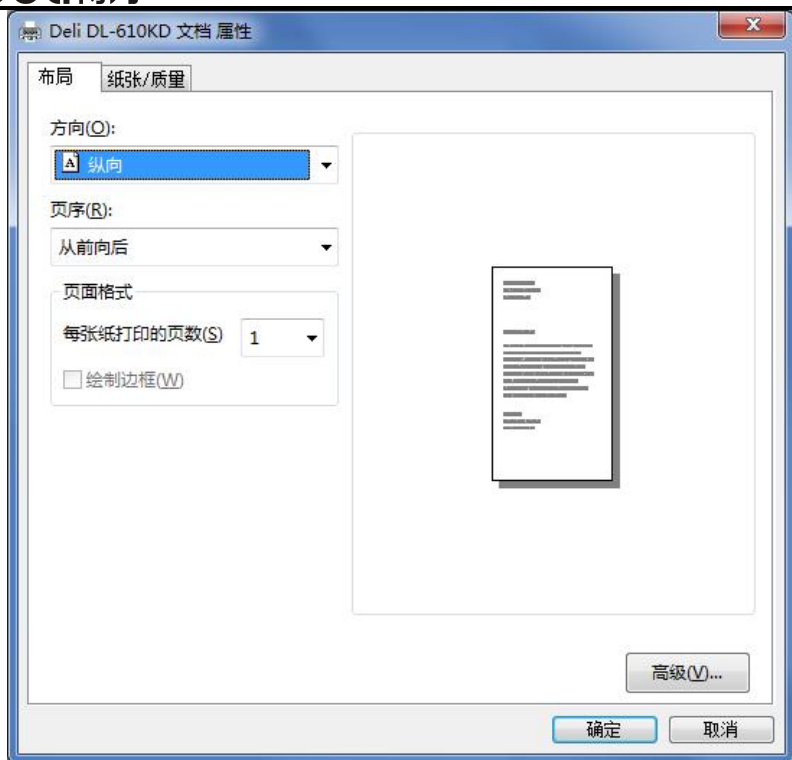 Deli DL-610KD 文档 属性
布局
纸张/质量
方向(O):
A 纵向
页序(R):
从前向后
页面格式
每张纸打印的页数(S) 1
绘制边框(W)
高级(V)...
确定 取消